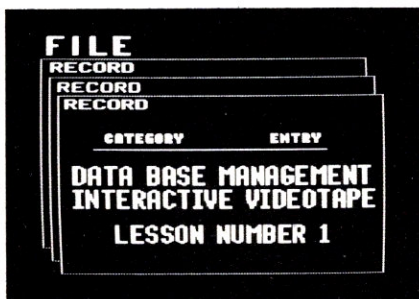 FILE
RECORD
RECORD
RECORD
CATEGORY ENTRY
DATA BASE MANAGEMENT
INTERACTIVE VIDEOTAPE
LESSON NUMBER 1